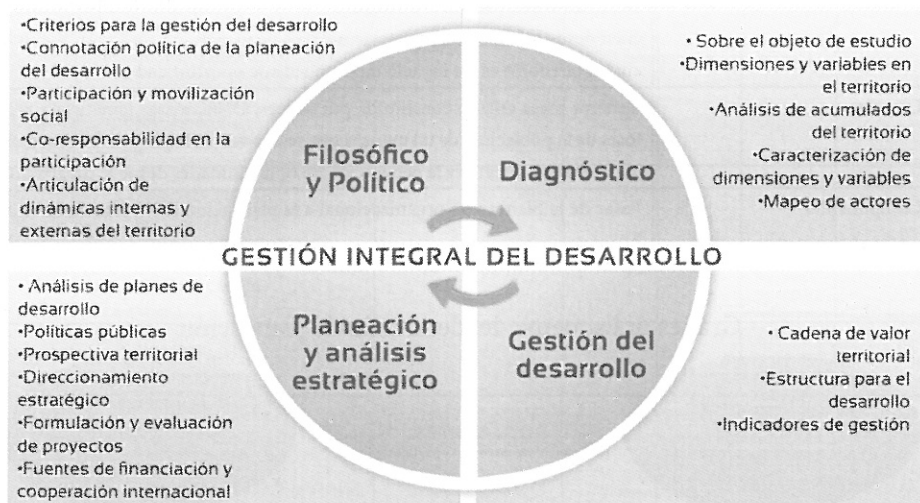 •Criterios para la gestión del desarrollo
•Connotación política de la planeación
del desarrollo
•Participación y movilización
social
•Co-responsabilidad en la
participación
•Articulación de
dinámicas internas y
externas del territorio
Filosófico
y Político
Diagnóstico
• Sobre el objeto de estudio
•Dimensiones y variables en
el territorio
•Análisis de acumulados
del territorio
•Caracterización de
dimensiones y variables
•Mapeo de actores
GESTIÓN INTEGRAL DEL DESARROLLO
• Análisis de planes de
desarrollo
•Políticas públicas
•Prospectiva territorial
•Direccionamiento
estratégico
•Formulación y evaluación
de proyectos
•Fuentes de financiación y
cooperación internacional
Planeación
y análisis
estratégico
Gestión del
desarrollo
• Cadena de valor
territorial
•Estructura para el
desarrollo
•Indicadores de gestión